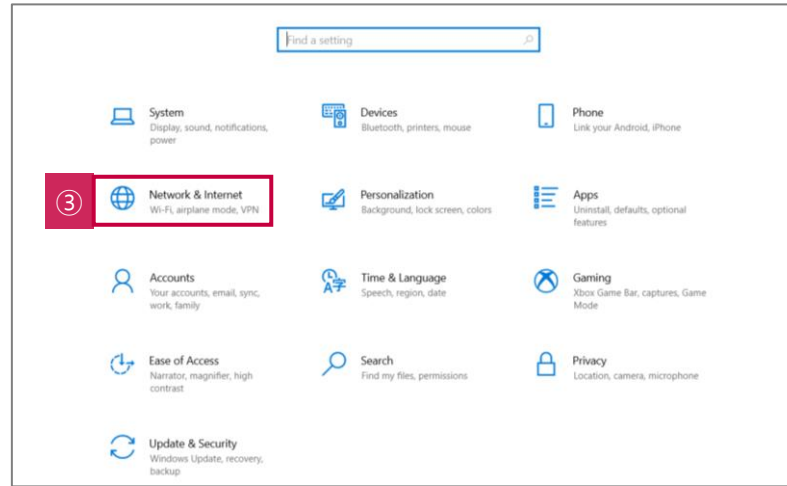 Find a setting
System
Display, sound, notifications,
power
Devices
Bluetooth, printers, mouse
Phone
Link your Android, iPhone
③
Network & Internet
Wi-Fi, airplane mode, VPN
Personalization
Background, lock screen, colors
Apps
Uninstall, defaults, optional
features
Accounts
Your accounts, email, sync,
work, family
Time & Language
Speech, region, date
Gaming
Xbox Game Bar, captures, Game
Mode
Ease of Access
Narrator, magnifier, high
contrast
Search
Find my files, permissions
Privacy
Location, camera, microphone
Update & Security
Windows Update, recovery,
backup